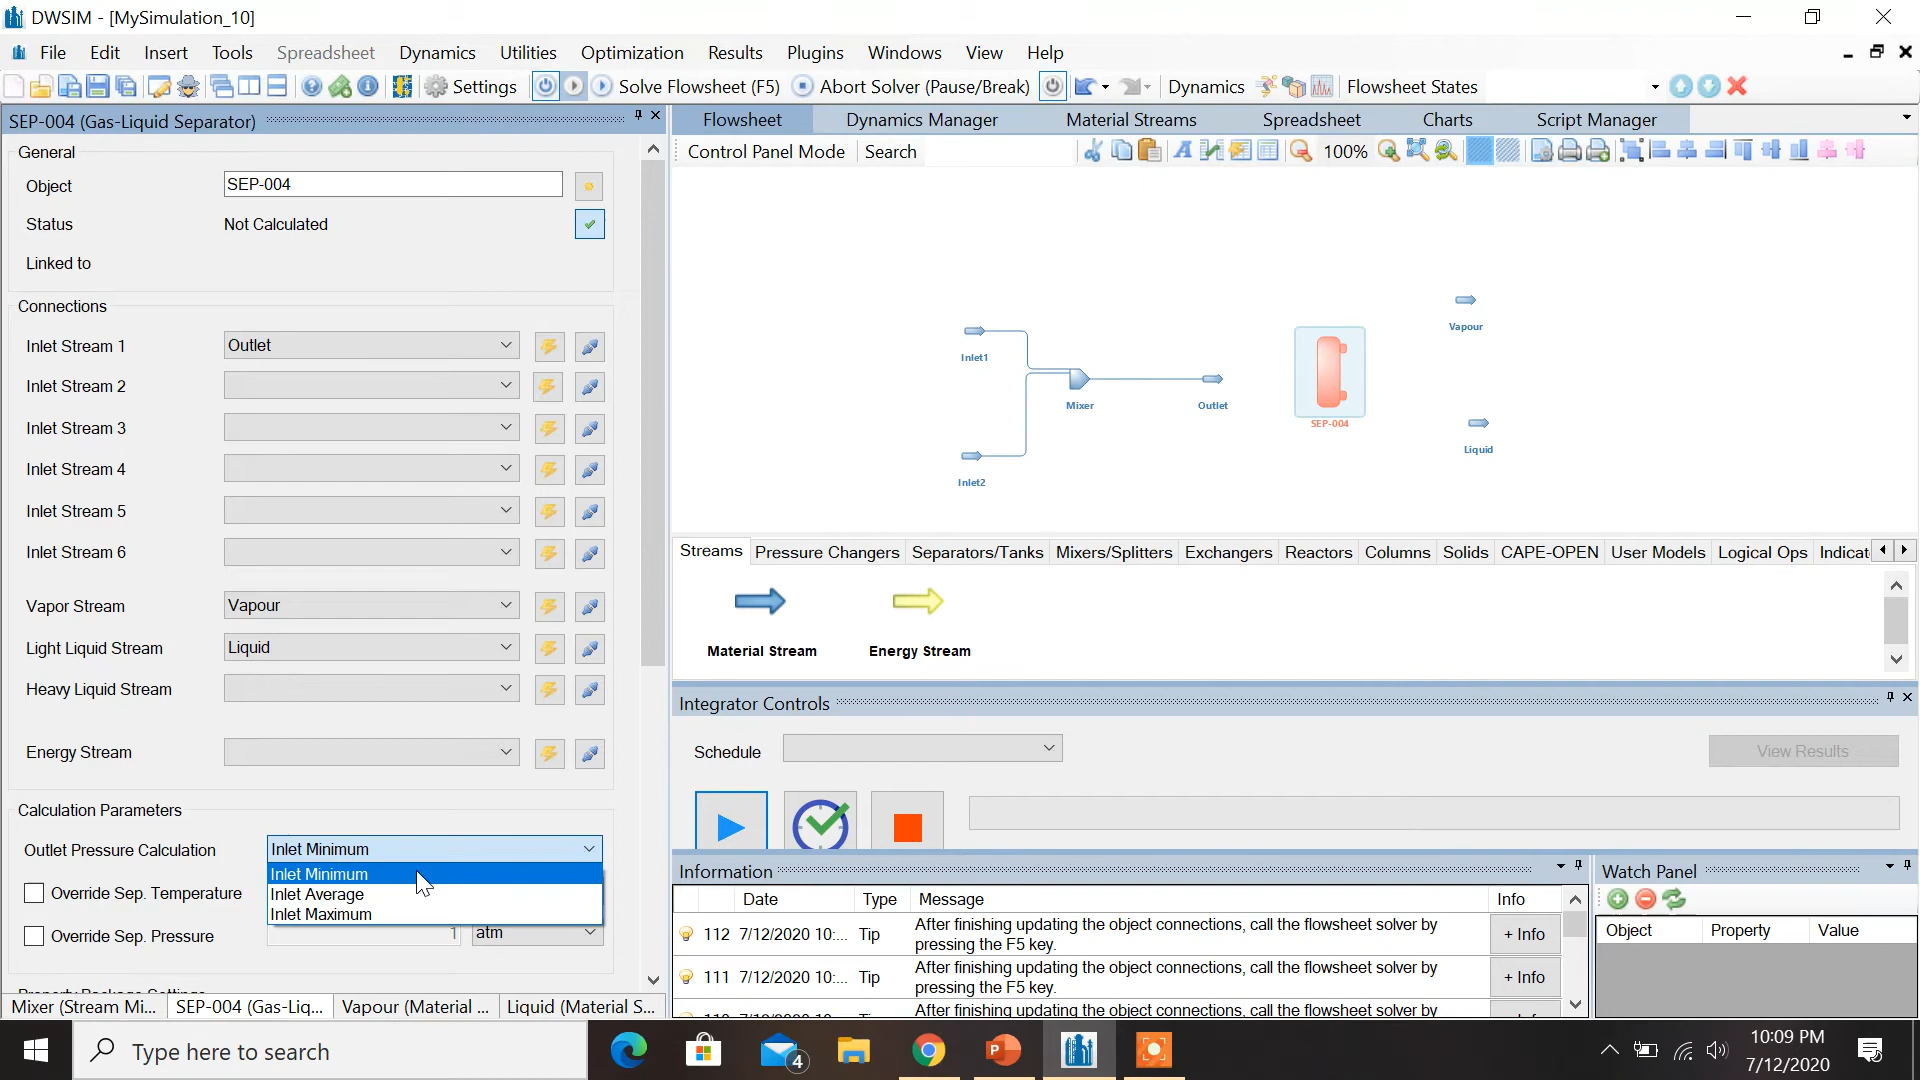 DWSIM - [MySimulation_10]
File Edit Insert Tools Spreadsheet Dynamics Utilities Optimization Results Plugins Windows View Help
Settings Solve Flowsheet (F5) Abort Solver (Pause/Break) Dynamics Flowsheet States
SEP-004 (Gas-Liquid Separator)
General
Object SEP-004
Status Not Calculated
Linked to
Connections
Inlet Stream 1 Outlet
Inlet Stream 2
Inlet Stream 3
Inlet Stream 4
Inlet Stream 5
Inlet Stream 6
Vapor Stream Vapour
Light Liquid Stream Liquid
Heavy Liquid Stream
Energy Stream
Calculation Parameters
Outlet Pressure Calculation Inlet Minimum
Inlet Minimum
Override Sep. Temperature Inlet Average
Inlet Maximum
Override Sep. Pressure 1 atm
Mixer (Stream Mi... SEP-004 (Gas-Liq... Vapour (Material ... Liquid (Material S...
Flowsheet Dynamics Manager Material Streams Spreadsheet Charts Script Manager
Control Panel Mode Search 100%
Vapour
Inlet1
Mixer Outlet
SEP-004
Liquid
Inlet2
Streams Pressure Changers Separators/Tanks Mixers/Splitters Exchangers Reactors Columns Solids CAPE-OPEN User Models Logical Ops Indicat
Material Stream Energy Stream
Integrator Controls
Schedule View Results
Information
Date Type Message Info
112 7/12/2020 10:... Tip After finishing updating the object connections, call the flowsheet solver by
pressing the F5 key. + Info
111 7/12/2020 10:... Tip After finishing updating the object connections, call the flowsheet solver by
pressing the F5 key. + Info
After finishing updating the object connections, call the flowsheet solver by
Watch Panel
Object Property Value
Type here to search
4
10:09 PM
7/12/2020